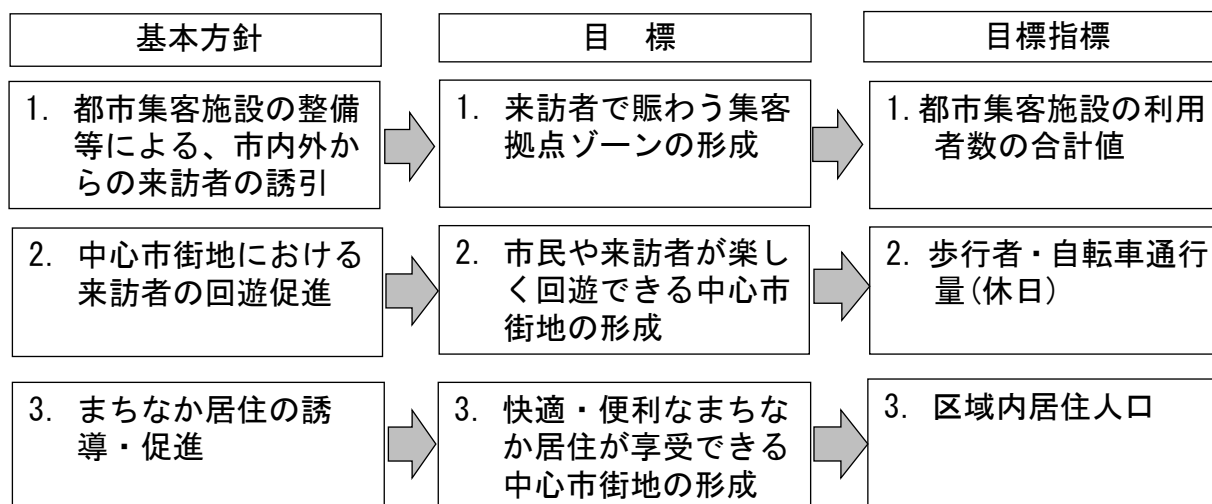 基本方針
目　標
目標指標
1. 都市集客施設の整備
等による、市内外か
らの来訪者の誘引
1. 来訪者で賑わう集客
拠点ゾーンの形成
1. 都市集客施設の利用
者数の合計値
2. 中心市街地における
来訪者の回遊促進
2. 市民や来訪者が楽し
く回遊できる中心市
街地の形成
2. 歩行者・自転車通行
量(休日)
3. まちなか居住の誘
導・促進
3. 快適・便利なまちな
か居住が享受できる
中心市街地の形成
3. 区域内居住人口